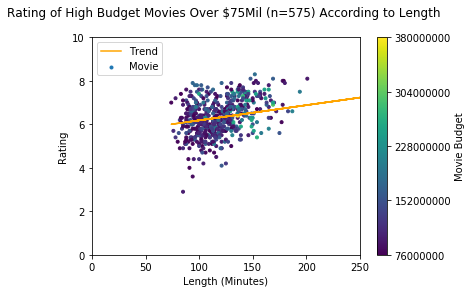 Rating of High Budget Movies Over $75Mil (n=575) According to Length
10
8
6
4
2
0
Rating
Trend
Movie
0 50 100 150 200 250
Length (Minutes)
380000000
304000000
228000000
152000000
76000000
Movie Budget